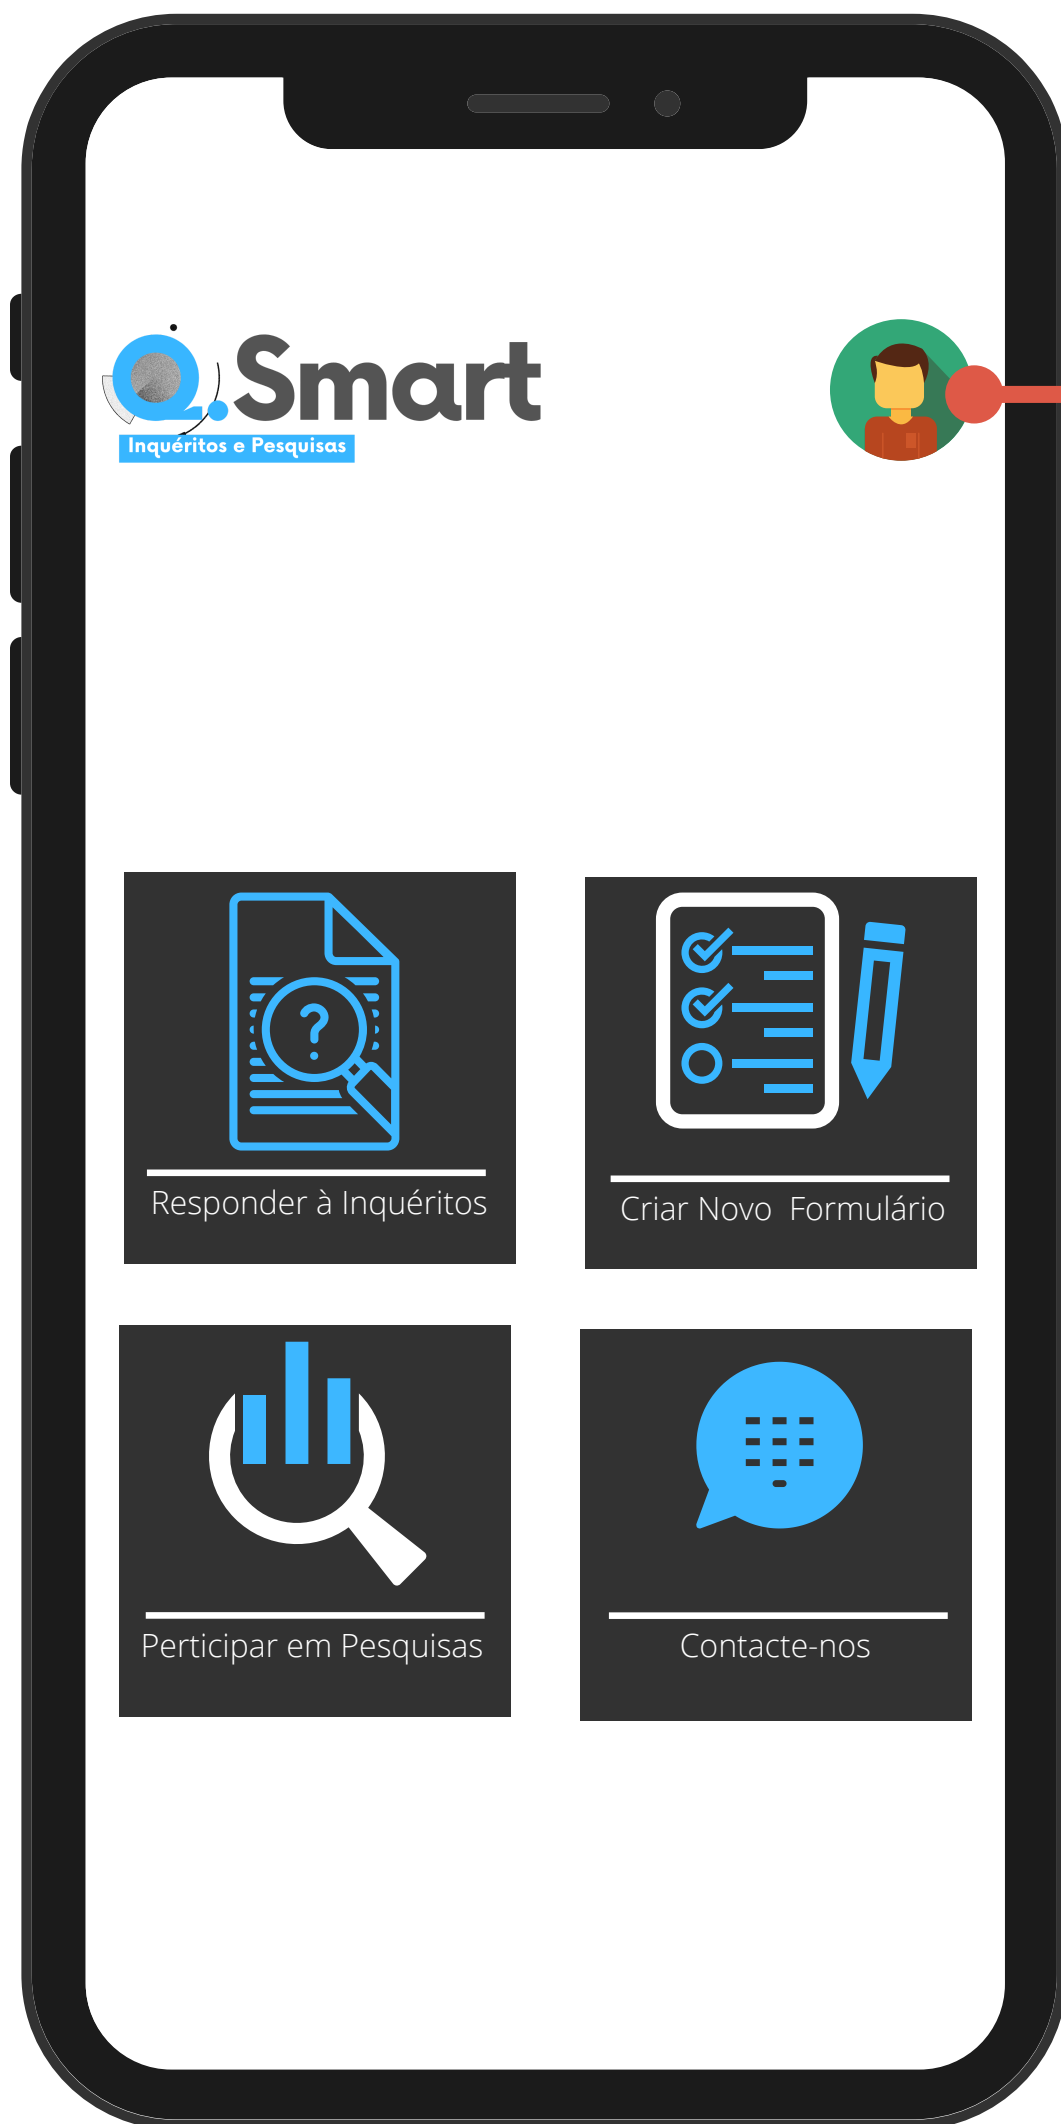 Q.Smart
Inquéritos e Pesquisas
?
Responder à Inquéritos
Criar Novo Formulário
Perticipar em Pesquisas
Contacte-nos